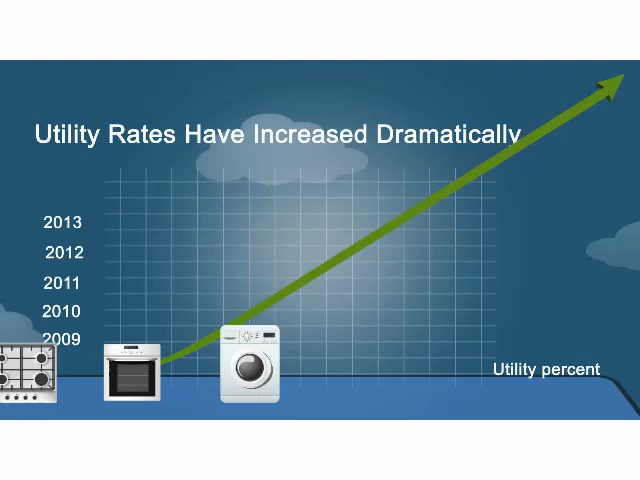 Utility Rates Have Increased Dramatically
2013
2012
2011
2010
2009
Utility percent